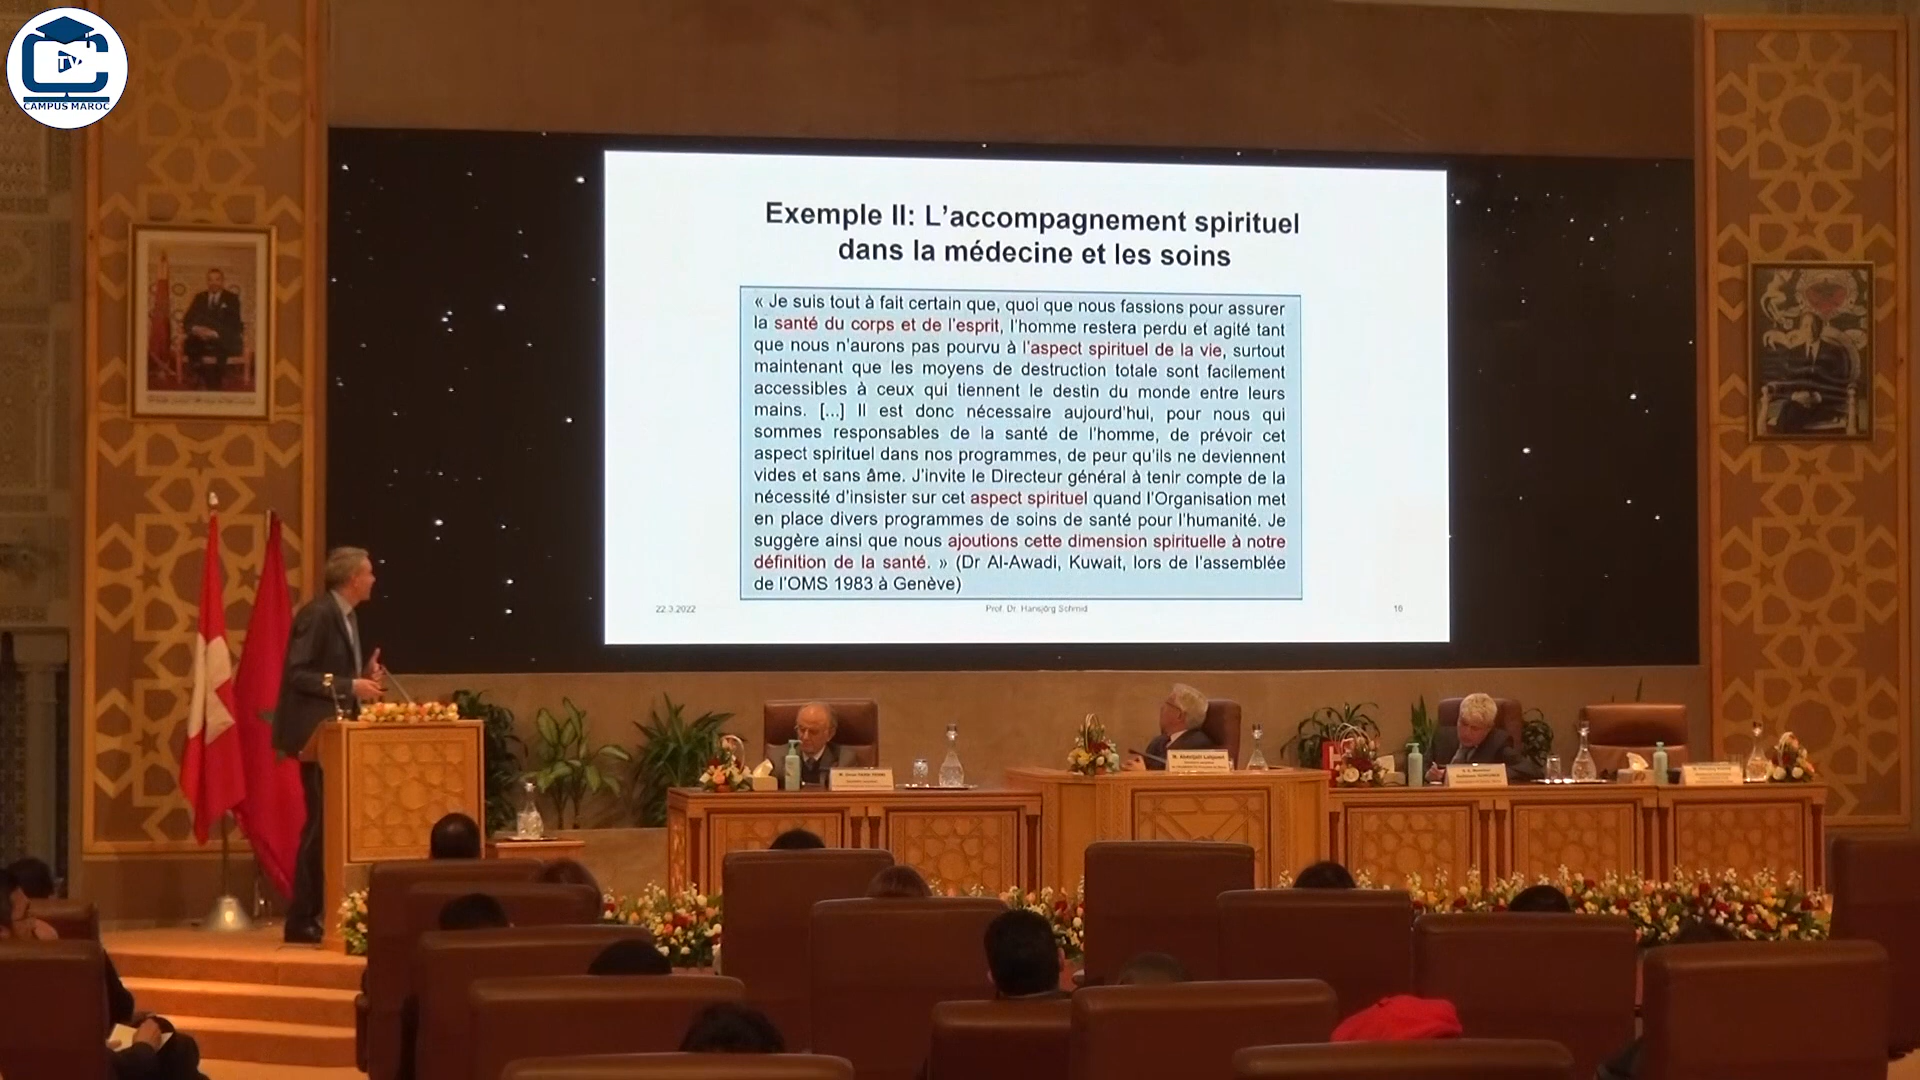 TV
CAMPUS MAROC
Exemple II: L'accompagnement spirituel
dans la médecine et les soins
« Je suis tout à fait certain que, quoi que nous fassions pour assurer
la santé du corps et de l'esprit, l'homme restera perdu et agité tant
que nous n'aurons pas pourvu à l'aspect spirituel de la vie, surtout
maintenant que les moyens de destruction totale sont facilement
accessibles à ceux qui tiennent le destin du monde entre leurs
mains. [...] Il est donc nécessaire aujourd'hui, pour nous qui
sommes responsables de la santé de l'homme, de prévoir cet
aspect spirituel dans nos programmes, de peur qu'ils ne deviennent
vides et sans âme. J'invite le Directeur général à tenir compte de la
nécessité d'insister sur cet aspect spirituel quand l'Organisation met
en place divers programmes de soins de santé pour l'humanité. Je
suggère ainsi que nous ajoutions cette dimension spirituelle à notre
définition de la santé. » (Dr Al-Awadi, Kuwait, lors de l'assemblée
de l'OMS 1983 à Genève)
22.3.2022 Prof. Dr. Hansjörg Schmid 16